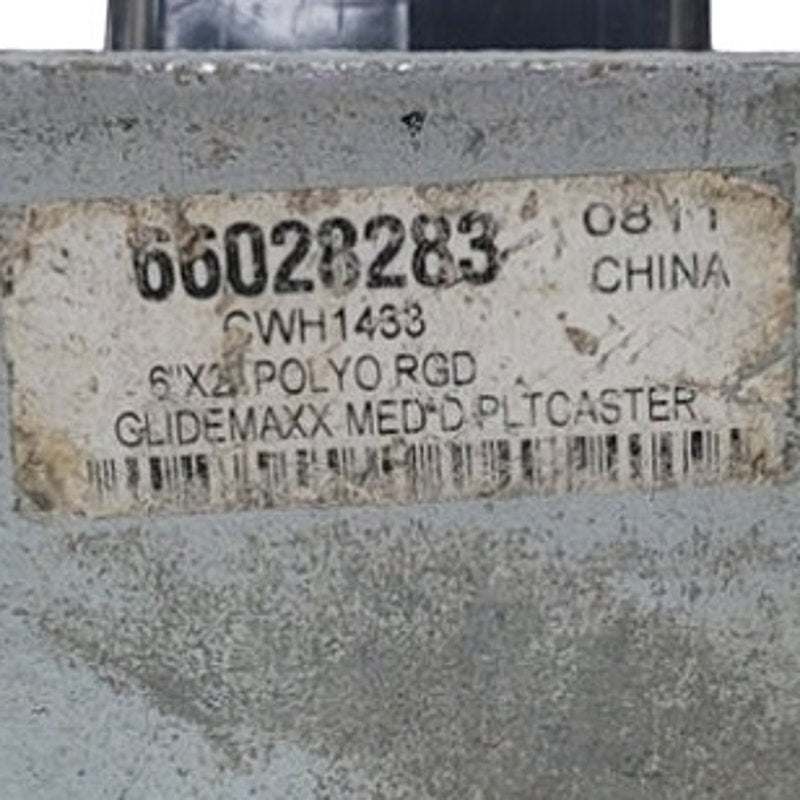 66028283
0811
CHINA
CWH1433
6"X2" POLYO RGD
GLIDEMAXX MED-D PLTCASTER